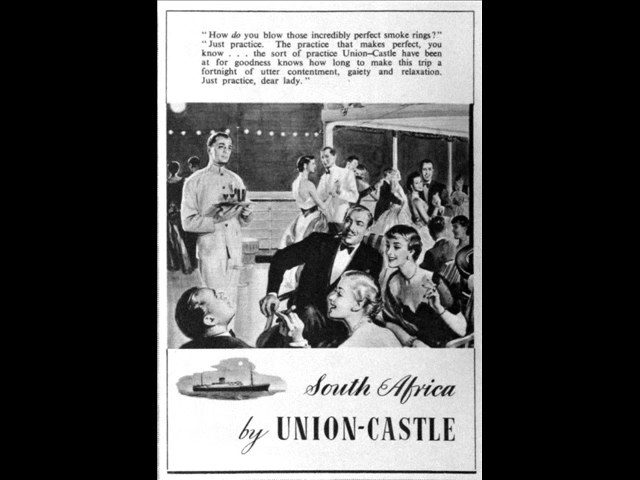 "How do you blow those incredibly perfect smoke rings?"
"Just practice. The practice that makes perfect, you
know . . . the sort of practice Union-Castle have been
at for goodness knows how long to make this trip a
fortnight of utter contentment, gaiety and relaxation.
Just practice, dear lady."
South Africa
by UNION-CASTLE